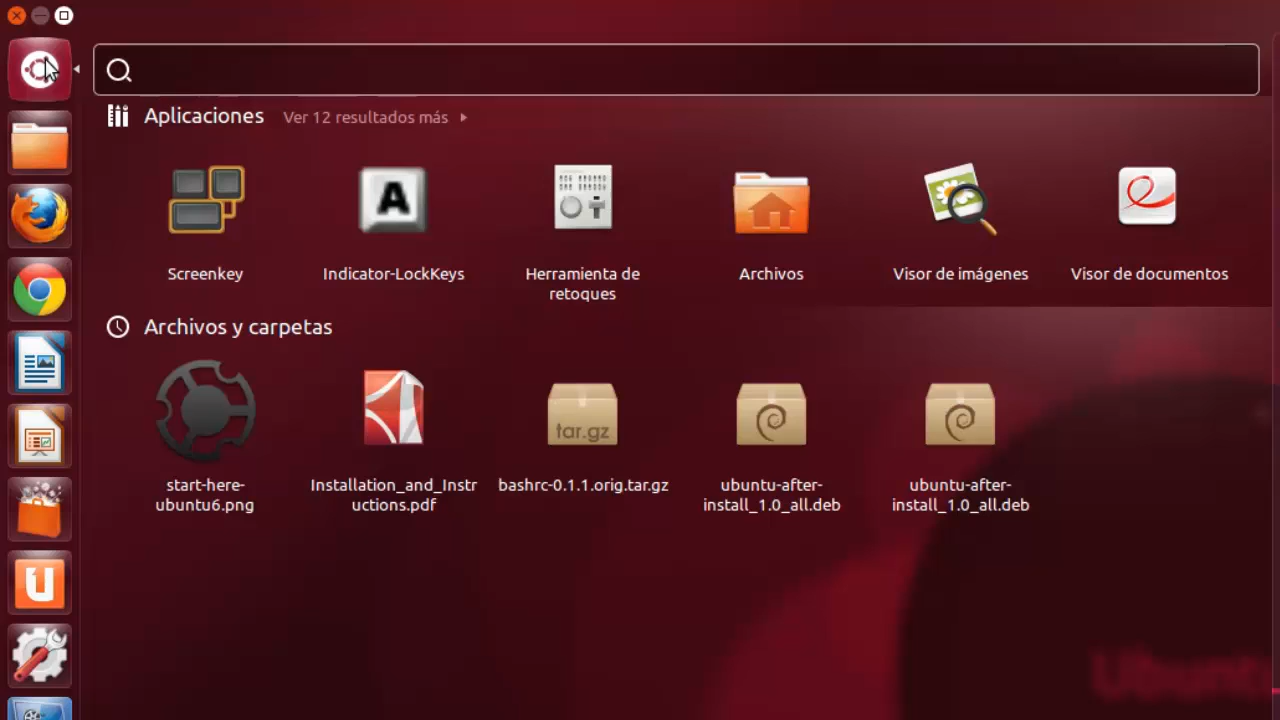 Aplicaciones
Ver 12 resultados más
A
Screenkey
Indicator-LockKeys
Herramienta de
retoques
Archivos
Visor de imágenes
Visor de documentos
Archivos y carpetas
tar.gz
start-here-
ubuntu6.png
Installation_and_Instr
uctions.pdf
bashrc-0.1.1.orig.tar.gz
ubuntu-after-
install_1.0_all.deb
ubuntu-after-
install_1.0_all.deb
U